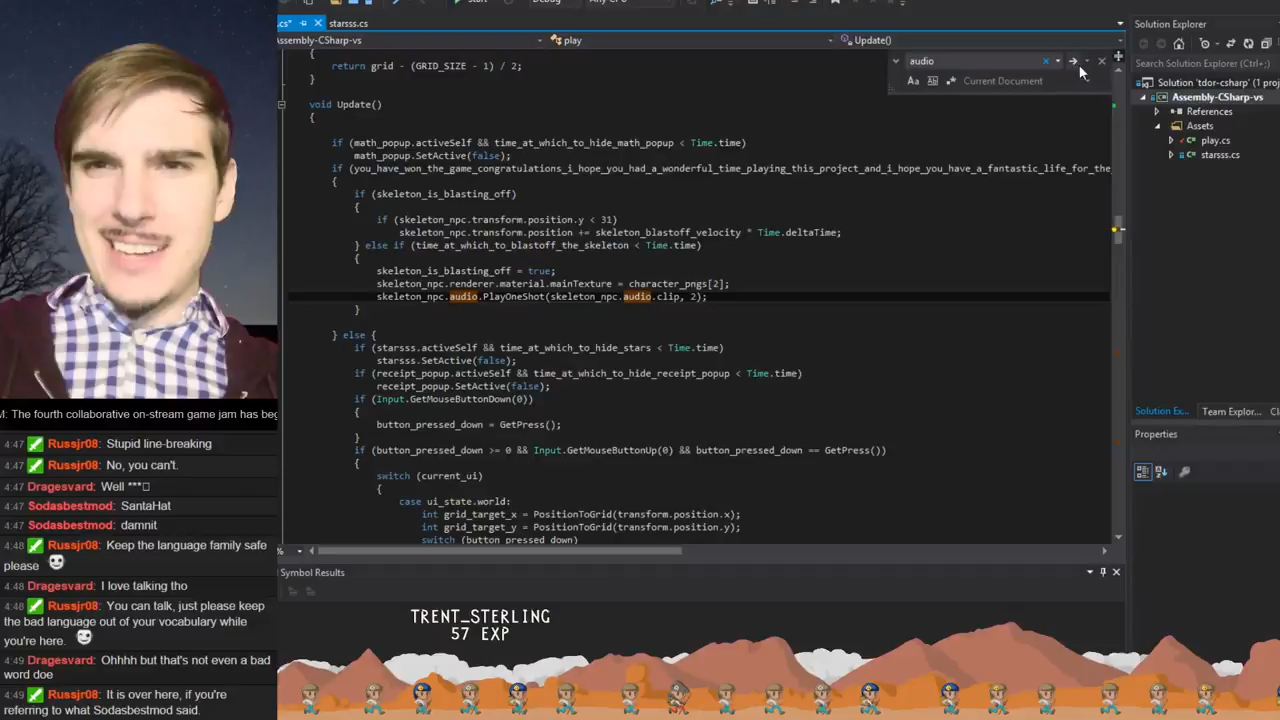 Start
Debug
Any CPU
.cs*
starsss.cs
Assembly-CSharp-vs
play
Update()
{
return grid - (GRID_SIZE - 1) / 2;
}
void Update()
{
if (math_popup.activeSelf && time_at_which_to_hide_math_popup < Time.time)
math_popup.SetActive(false);
if (you_have_won_the_game_congratulations_i_hope_you_had_a_wonderful_time_playing_this_project_and_i_hope_you_have_a_fantastic_life_for_the
{
if (skeleton_is_blasting_off)
{
if (skeleton_npc.transform.position.y < 31)
skeleton_npc.transform.position += skeleton_blastoff_velocity * Time.deltaTime;
} else if (time_at_which_to_blastoff_the_skeleton < Time.time)
{
skeleton_is_blasting_off = true;
skeleton_npc.renderer.material.mainTexture = character_pngs[2];
skeleton_npc.audio.PlayOneShot(skeleton_npc.audio.clip, 2);
}
} else {
if (starsss.activeSelf && time_at_which_to_hide_stars < Time.time)
starsss.SetActive(false);
if (receipt_popup.activeSelf && time_at_which_to_hide_receipt_popup < Time.time)
receipt_popup.SetActive(false);
if (Input.GetMouseButtonDown(0))
{
button_pressed_down = GetPress();
}
if (button_pressed_down >= 0 && Input.GetMouseButtonUp(0) && button_pressed_down == GetPress())
{
switch (current_ui)
{
case ui_state.world:
int grid_target_x = PositionToGrid(transform.position.x);
int grid_target_y = PositionToGrid(transform.position.y);
switch (button_pressed_down)
audio
Aa
Current Document
Solution Explorer
Search Solution Explorer (Ctrl+;)
Solution 'tdor-csharp' (1 proje
Assembly-CSharp-vs
References
Assets
play.cs
starsss.cs
Solution Ex...
Team Explor...
Properties
%
Symbol Results
TRENT_STERLING
57 EXP
M: The fourth collaborative on-stream game jam has beg
4:47 Russjr08: Stupid line-breaking
4:47 Russjr08: No, you can't.
4:47 Dragesvard: Well ***
4:47 Sodasbestmod: SantaHat
4:47 Sodasbestmod: damnit
4:48 Russjr08: Keep the language family safe
please
4:48 Dragesvard: I love talking tho
4:48 Russjr08: You can talk, just please keep
the bad language out of your vocabulary while
you're here.
4:49 Dragesvard: Ohhhh but that's not even a bad
word doe
4:49 Russjr08: It is over here, if you're
referring to what Sodasbestmod said.